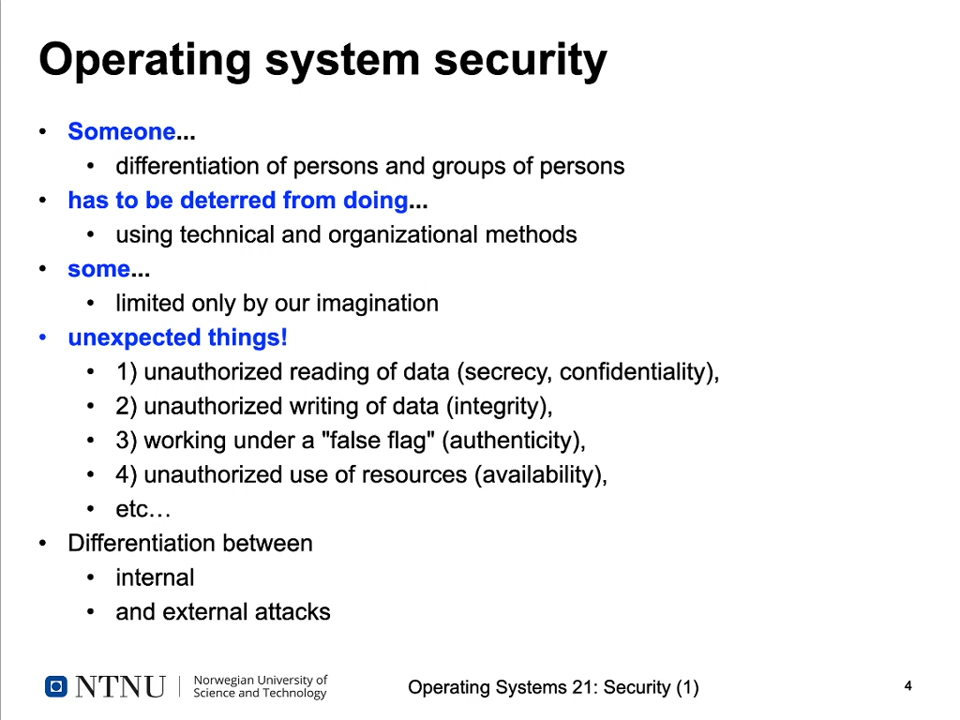 Operating system security
• Someone...
• differentiation of persons and groups of persons
• has to be deterred from doing...
• using technical and organizational methods
• some...
• limited only by our imagination
• unexpected things!
• 1) unauthorized reading of data (secrecy, confidentiality),
• 2) unauthorized writing of data (integrity),
• 3) working under a "false flag" (authenticity),
• 4) unauthorized use of resources (availability),
• etc…
• Differentiation between
• internal
• and external attacks
NTNU
Norwegian University of
Science and Technology
Operating Systems 21: Security (1)
4